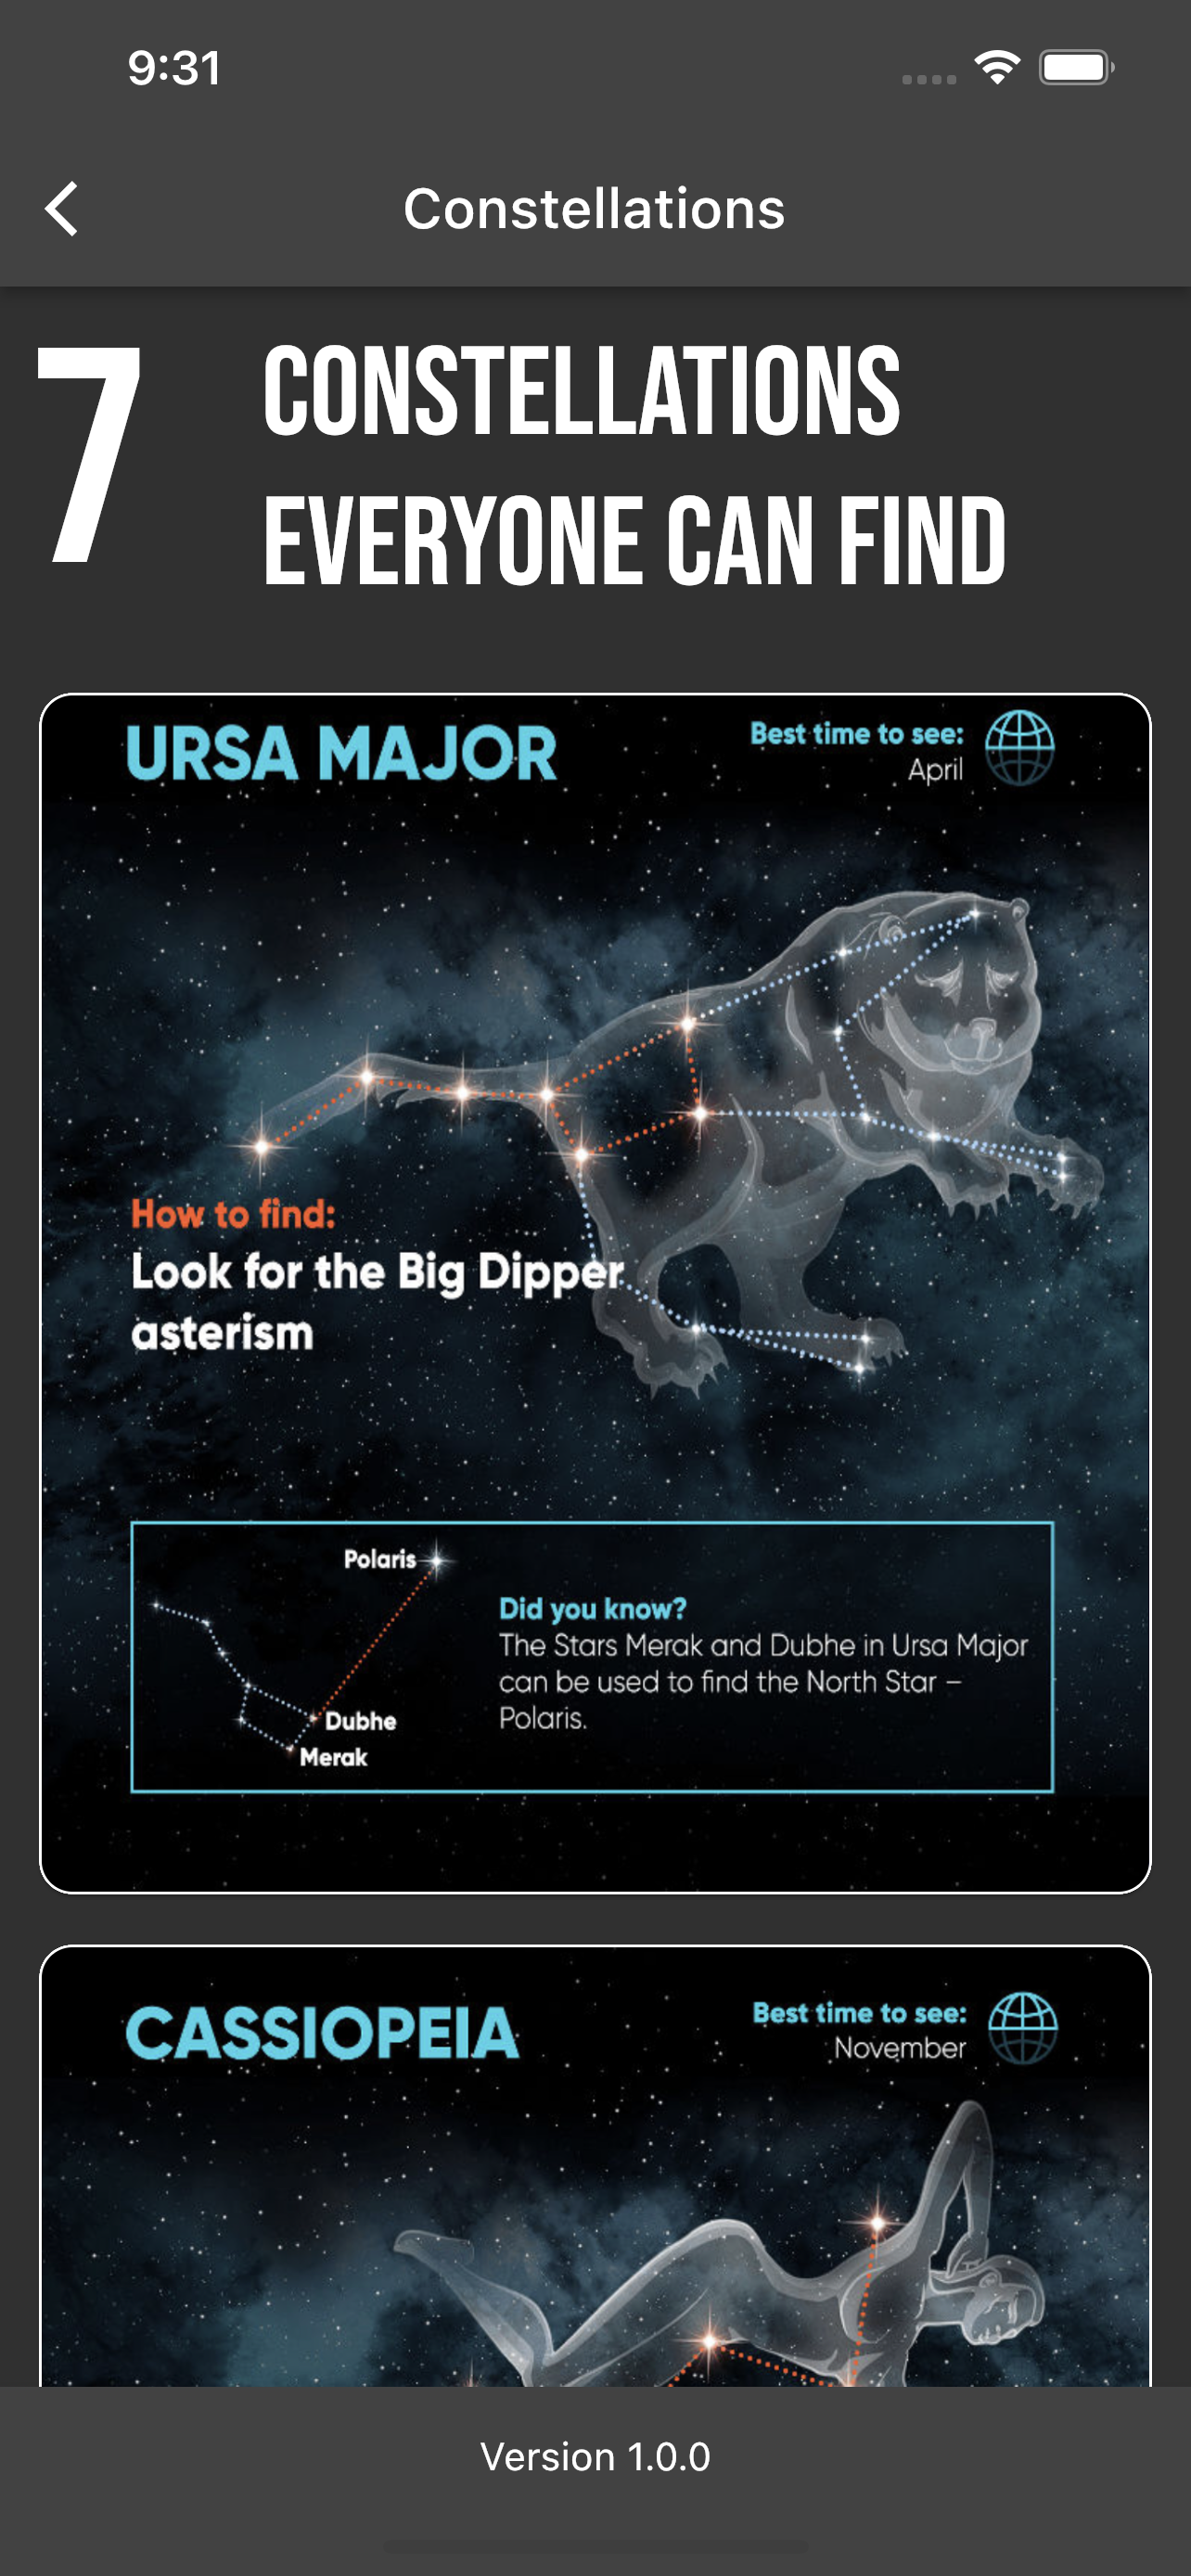 9:31
Constellations
7
CONSTELLATIONS
EVERYONE CAN FIND
URSA MAJOR
Best time to see:
April
How to find:
Look for the Big Dipper
asterism
Polaris
Dubhe
Merak
Did you know?
The Stars Merak and Dubhe in Ursa Major
can be used to find the North Star –
Polaris.
CASSIOPEIA
Best time to see:
November
Version 1.0.0